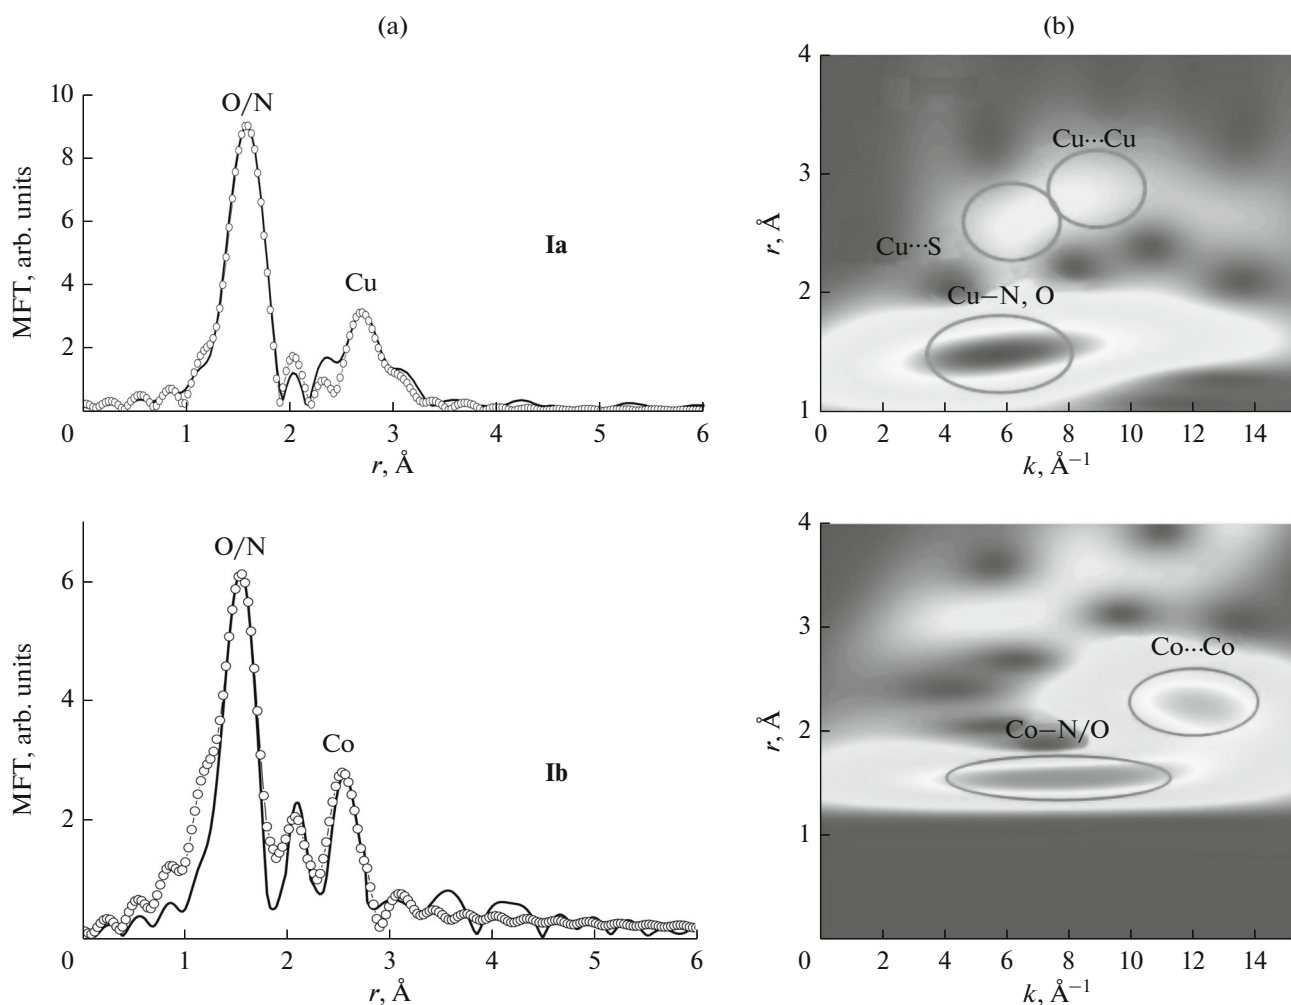 (a)
(b)
10
8
6
4
2
MFT, arb. units
O/N
Cu
Ia
0
1
2
3
4
5
6
r, Å
4
3
2
1
r, Å
Cu···Cu
Cu···S
Cu–N, O
0
2
4
6
8
10
12
14
k, Å⁻¹
6
4
2
MFT, arb. units
O/N
Co
Ib
0
1
2
3
4
5
6
r, Å
4
3
2
1
r, Å
Co···Co
Co–N/O
0
2
4
6
8
10
12
14
k, Å⁻¹